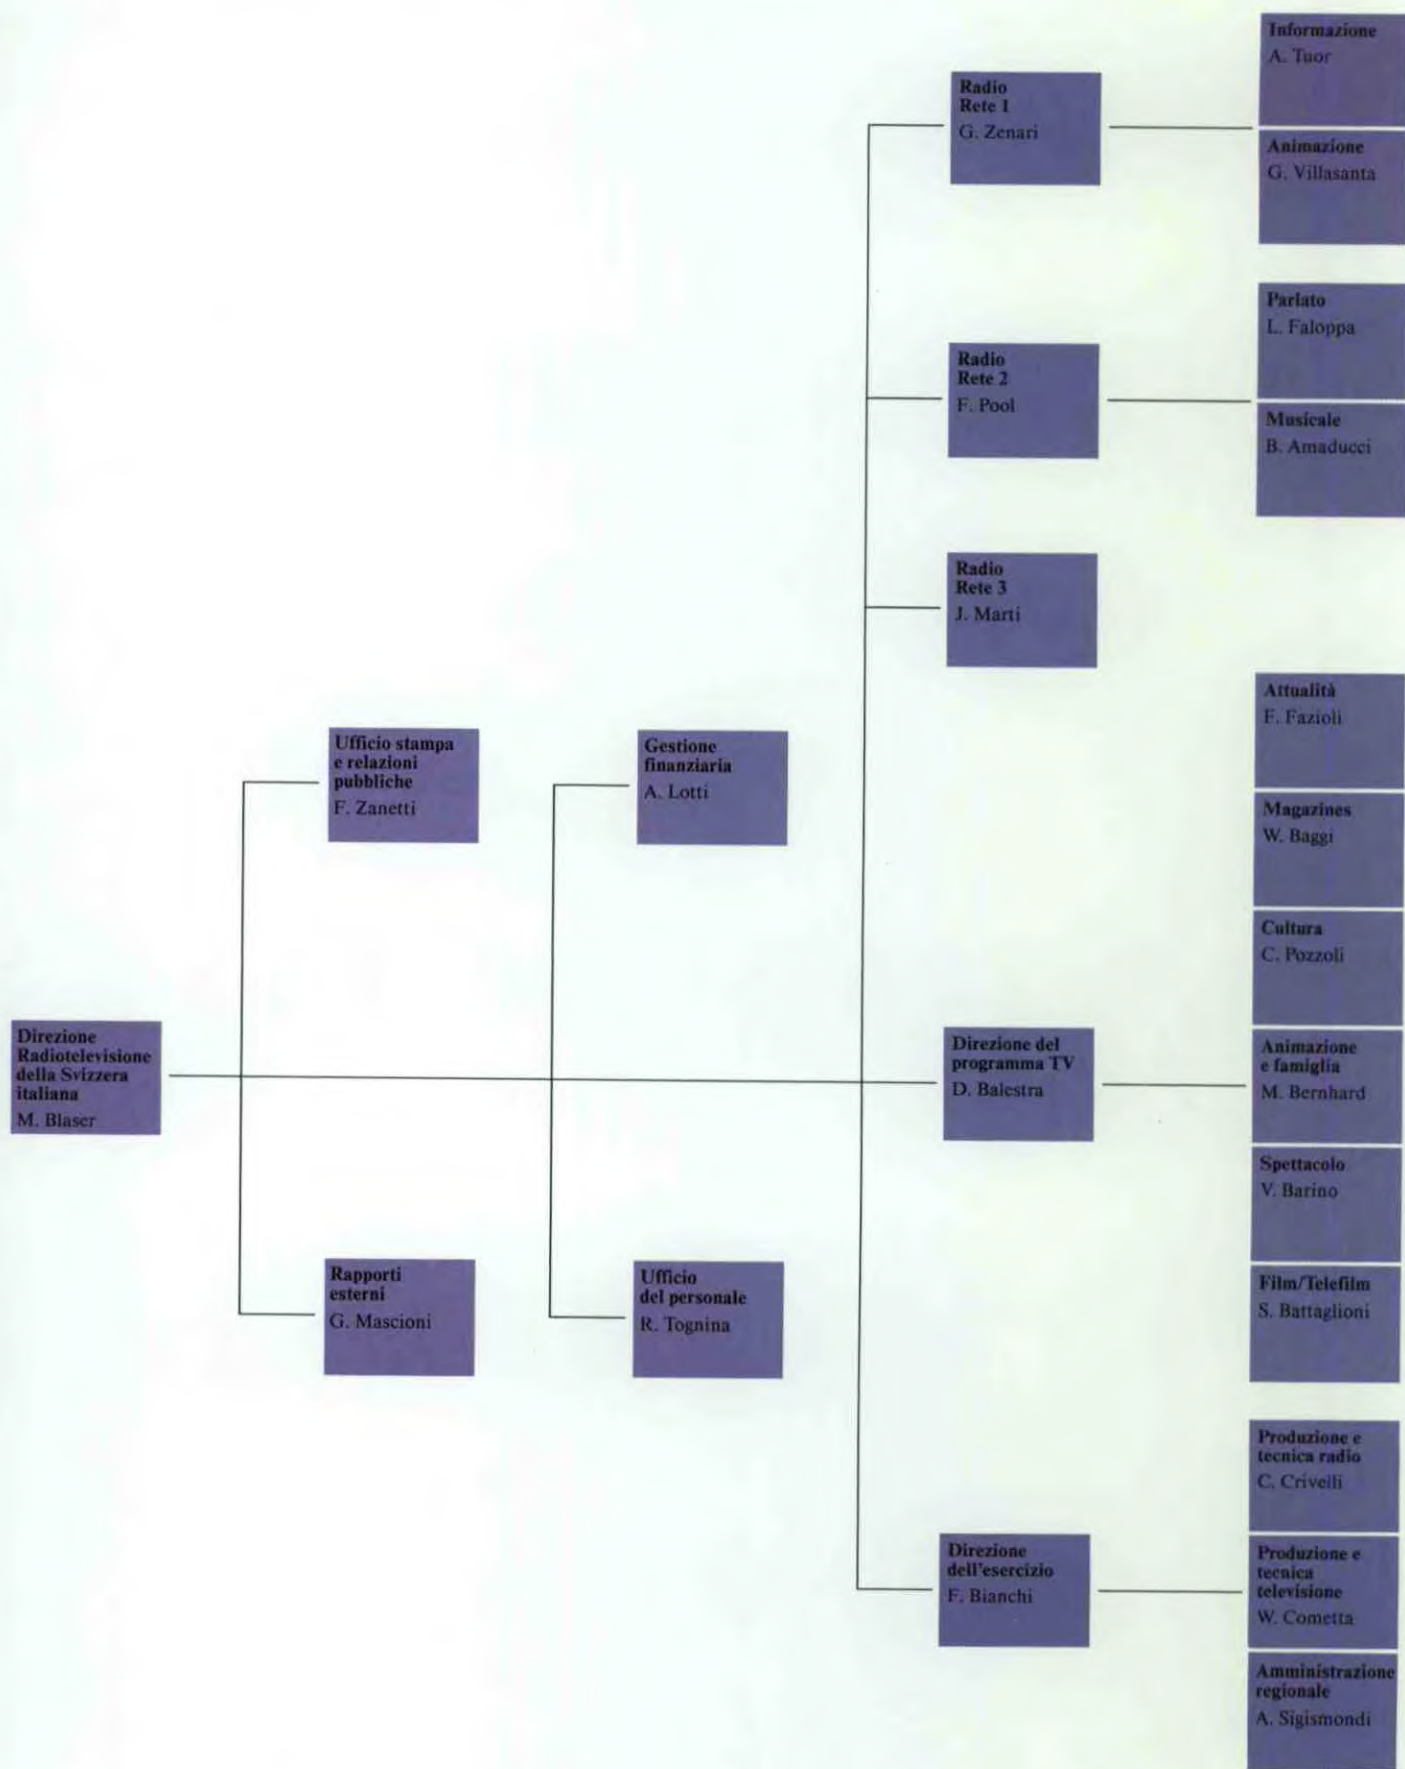 Direzione
Radiotelevisione
della Svizzera
italiana
M. Blaser
Ufficio stampa
e relazioni
pubbliche
F. Zanetti
Rapporti
esterni
G. Mascioni
Gestione
finanziaria
A. Lotti
Ufficio
del personale
R. Tognina
Radio
Rete 1
G. Zenari
Informazione
A. Tuor
Animazione
G. Villasanta
Radio
Rete 2
F. Pool
Parlato
L. Faloppa
Musicale
B. Amaducci
Radio
Rete 3
J. Marti
Direzione del
programma TV
D. Balestra
Attualità
F. Fazioli
Magazines
W. Baggi
Cultura
C. Pozzoli
Animazione
e famiglia
M. Bernhard
Spettacolo
V. Barino
Film/Telefilm
S. Battaglioni
Direzione
dell'esercizio
F. Bianchi
Produzione e
tecnica radio
C. Crivelli
Produzione e
tecnica
televisione
W. Cometta
Amministrazione
regionale
A. Sigismondi